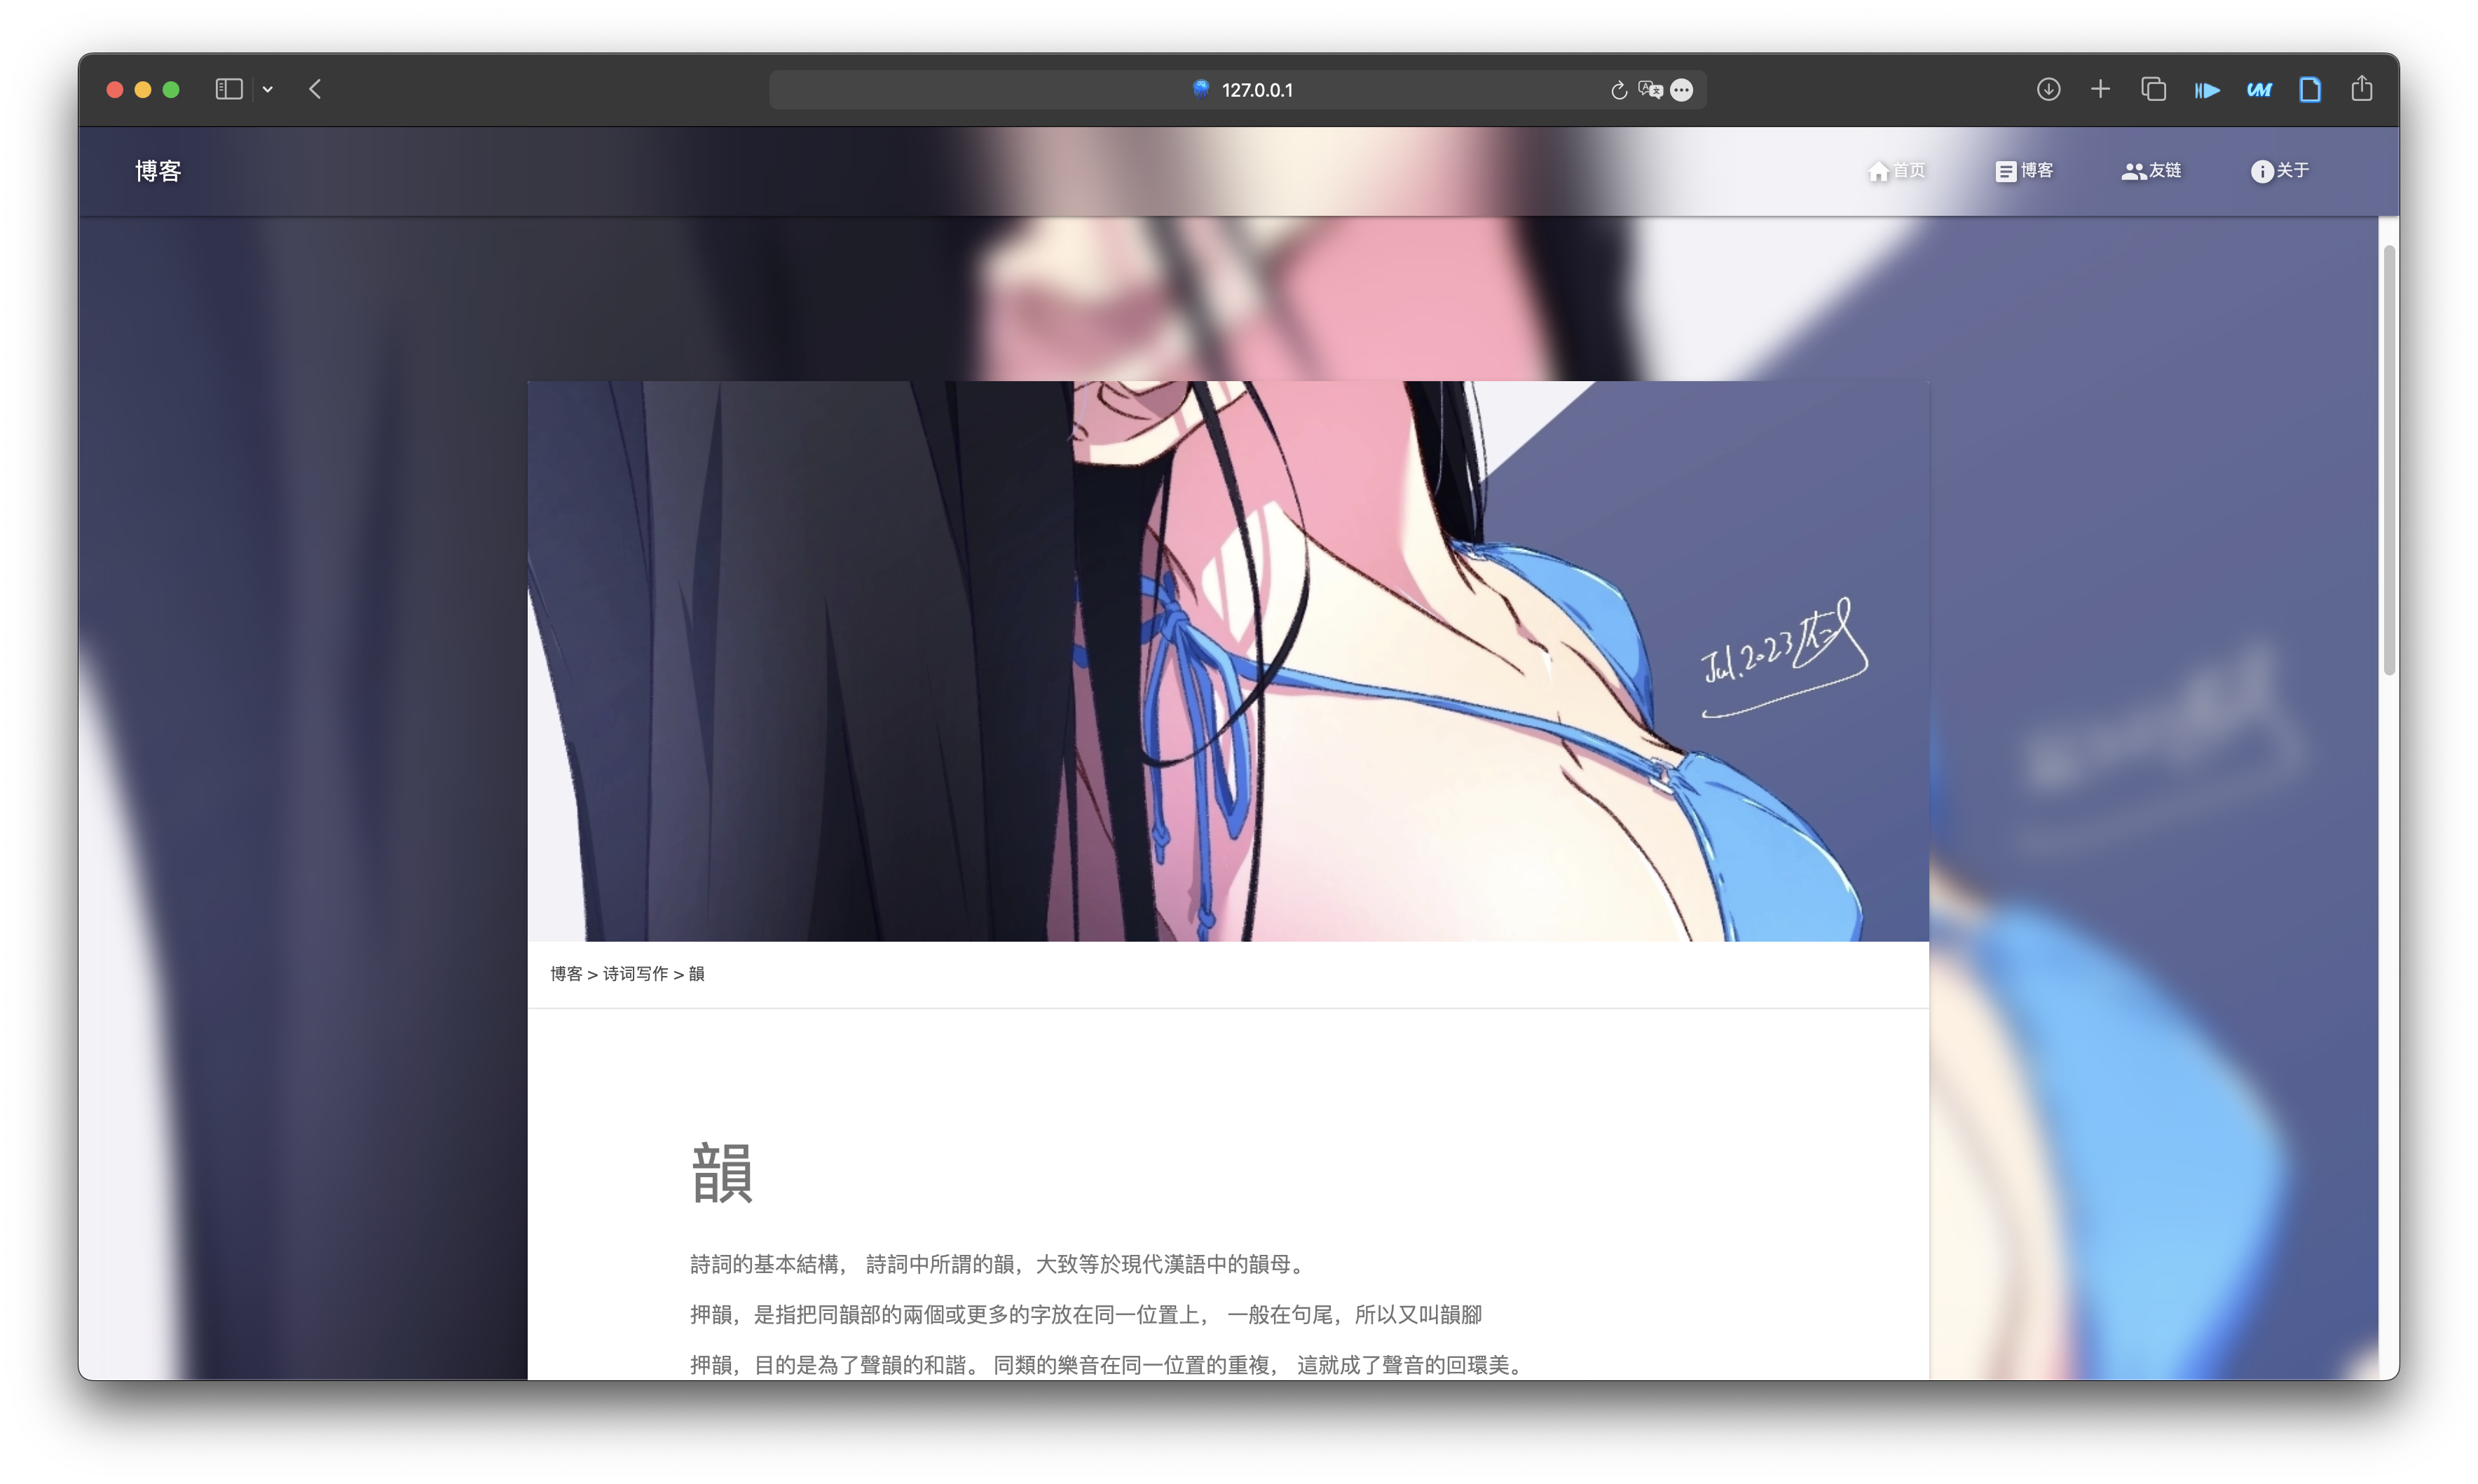 127.0.0.1
博客
首页
博客
友链
关于
Jul.2023
博客 > 诗词写作 > 韻
韻
詩詞的基本結構， 詩詞中所謂的韻，大致等於現代漢語中的韻母。
押韻，是指把同韻部的兩個或更多的字放在同一位置上， 一般在句尾，所以又叫韻腳
押韻，目的是為了聲韻的和諧。 同類的樂音在同一位置的重複， 這就成了聲音的回環美。